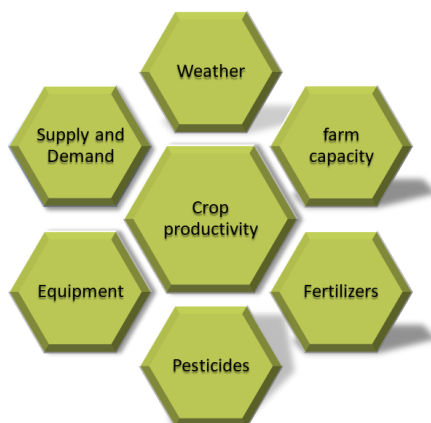 Weather
Supply and
Demand
farm
capacity
Crop
productivity
Equipment
Fertilizers
Pesticides